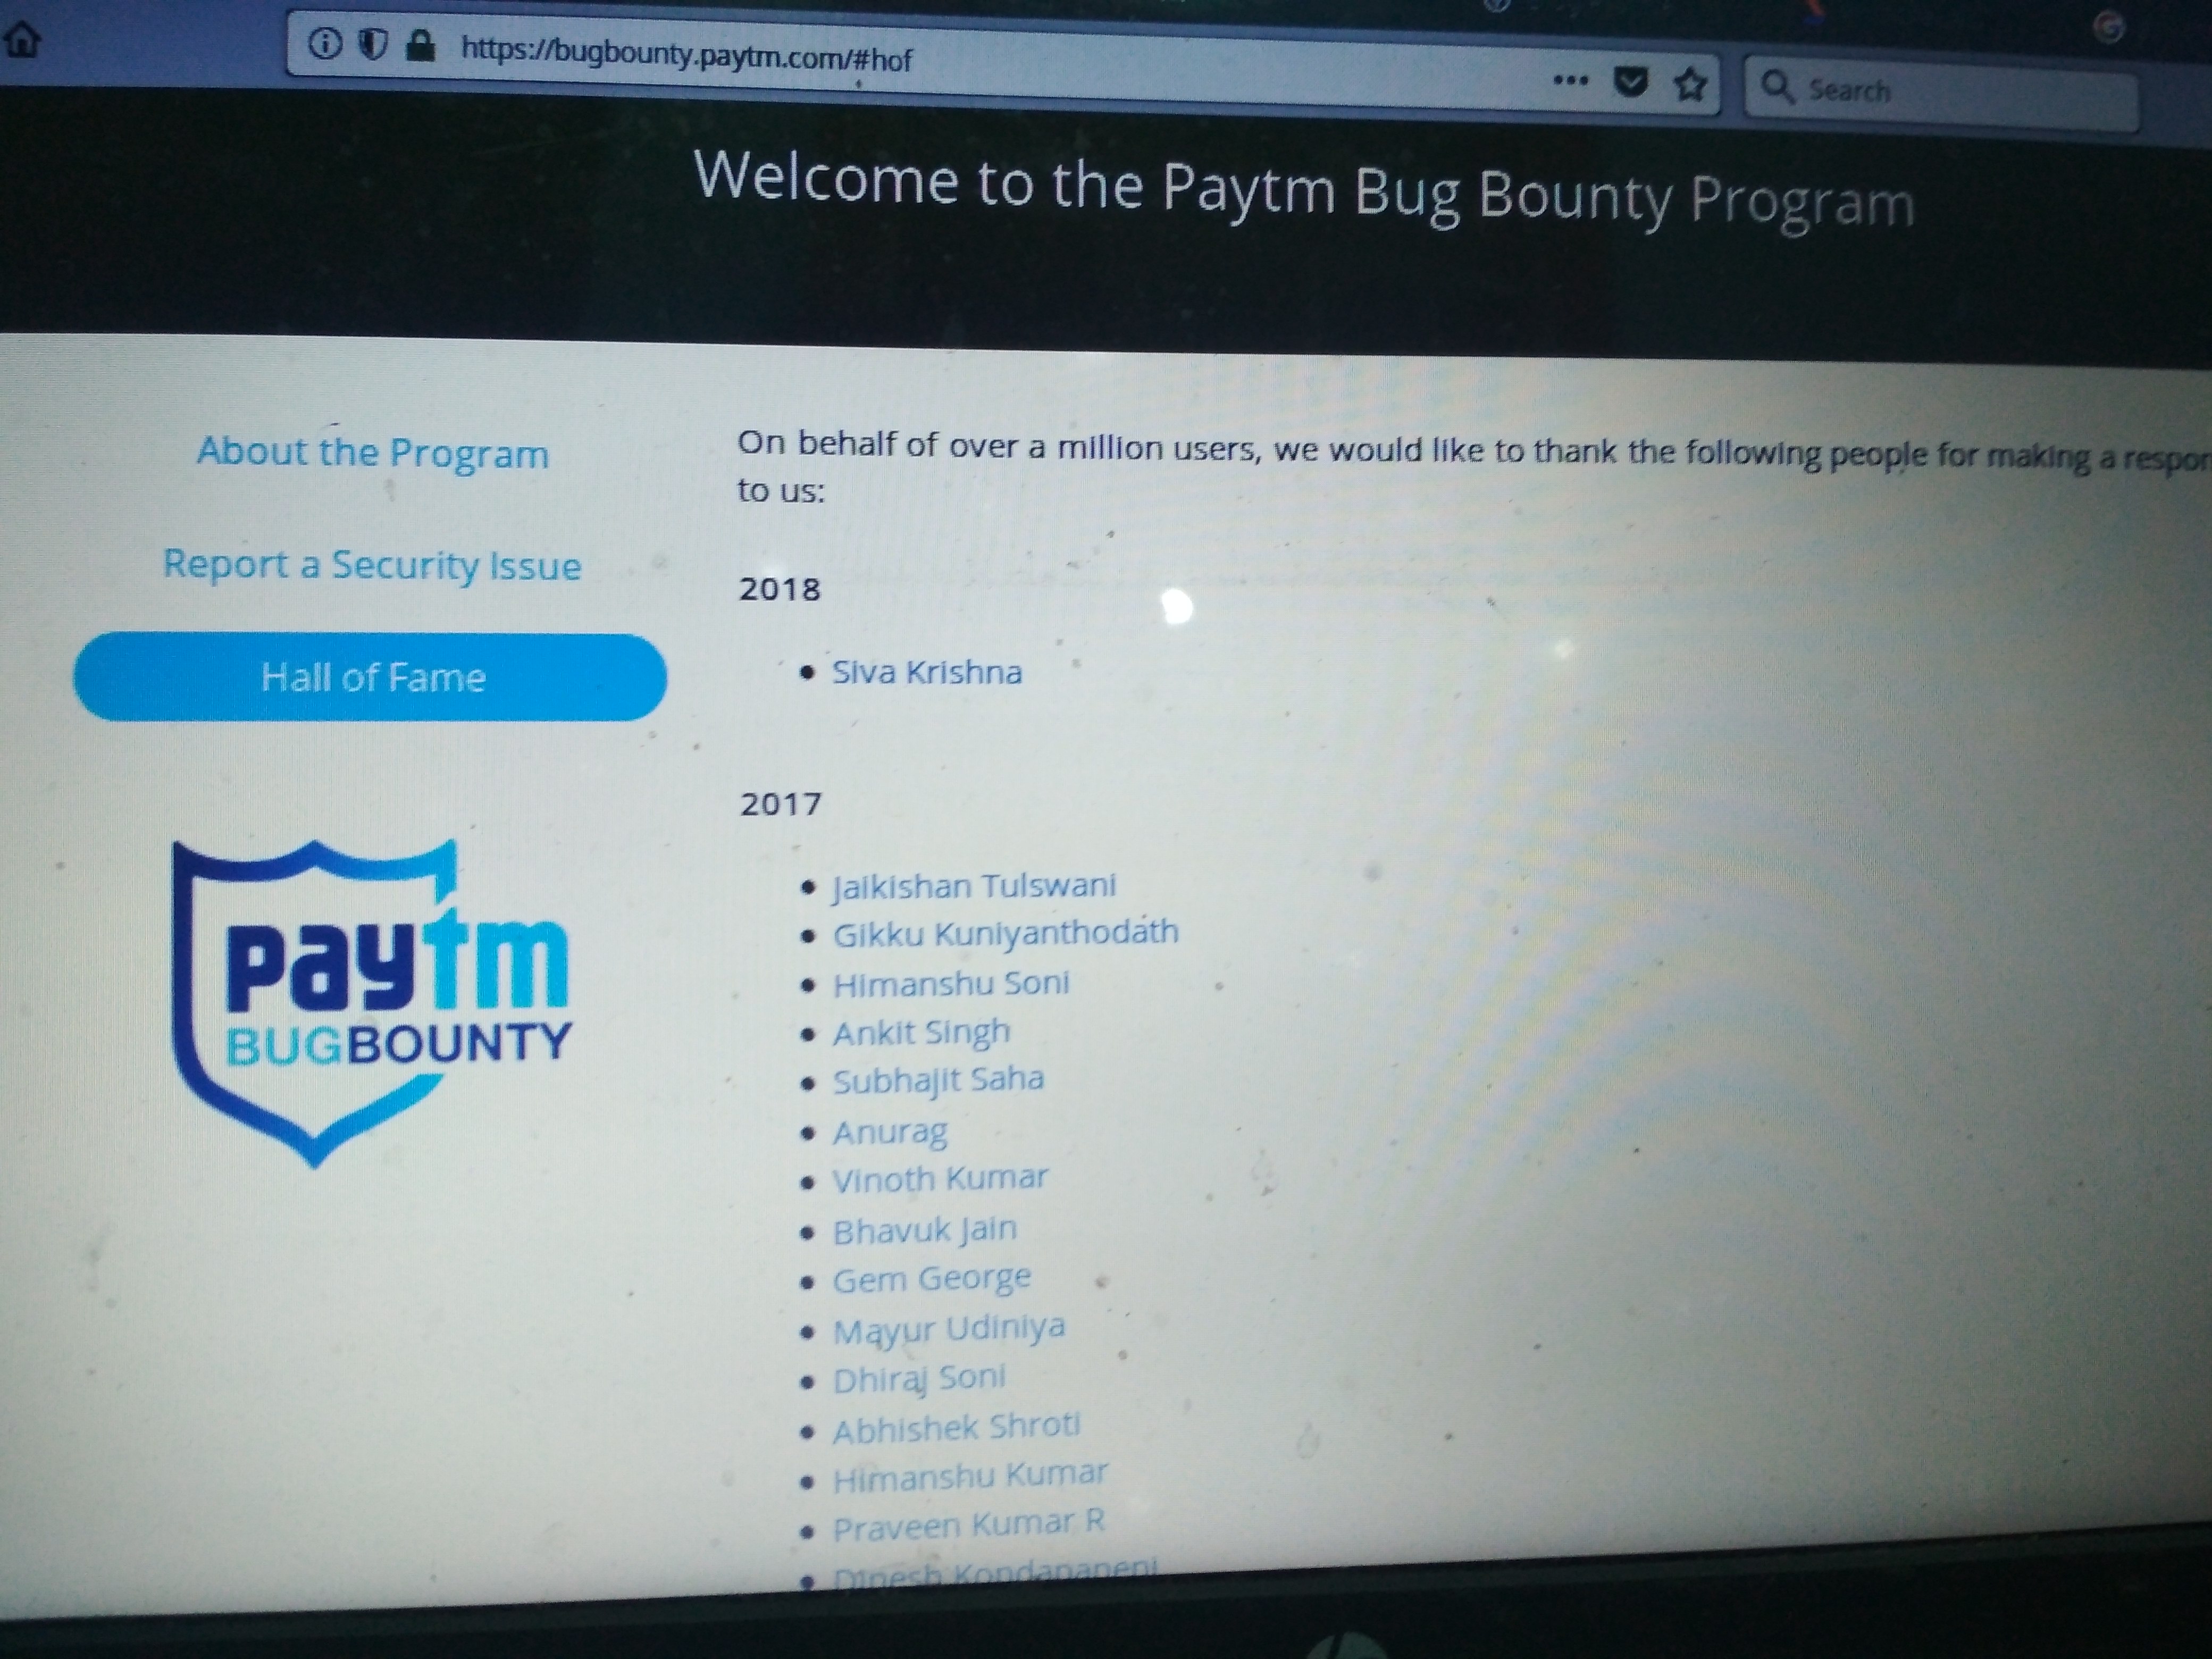 https://bugbounty.paytm.com/#hof
Search
Welcome to the Paytm Bug Bounty Program
About the Program
Report a Security Issue
Hall of Fame
paytm
BUGBOUNTY
On behalf of over a million users, we would like to thank the following people for making a
to us:
2018
Siva Krishna
2017
Jaikishan Tulswani
Gikku Kuniyanthodath
Himanshu Soni
Ankit Singh
Subhajit Saha
Anurag
Vinoth Kumar
Bhavuk Jain
Gem George
Mayur Udiniya
Dhiraj Soni
Abhishek Shroti
Himanshu Kumar
Praveen Kumar R
Dinesh